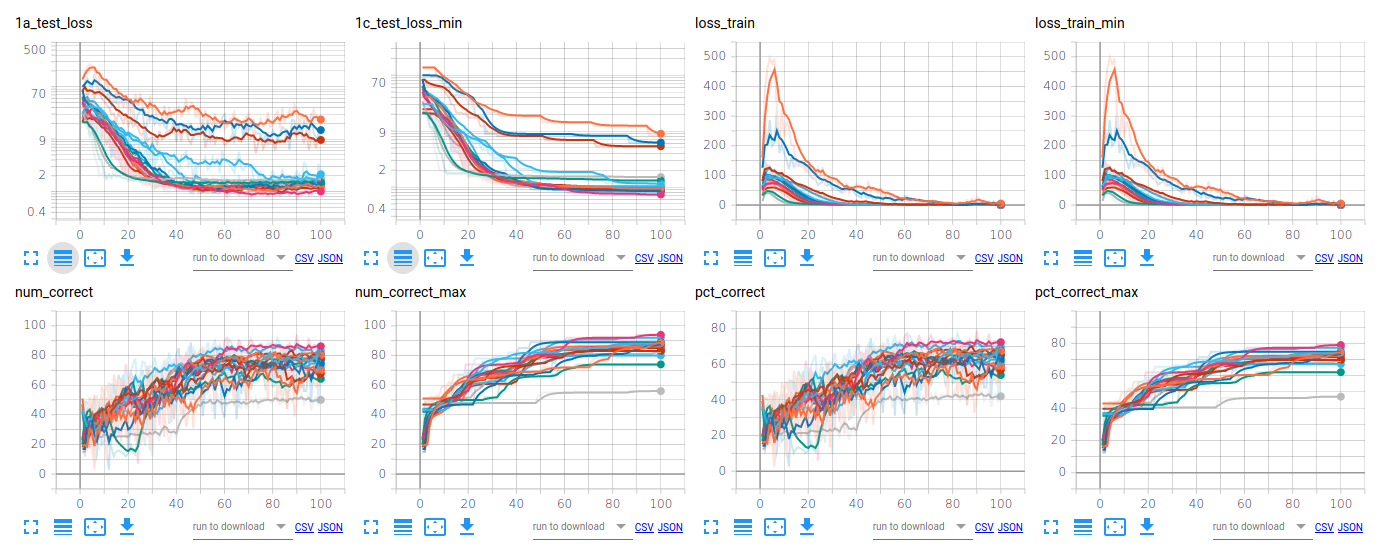 1a_test_loss
500
70
9
2
0.4
0 20 40 60 80 100
run to download CSV JSON
1c_test_loss_min
70
9
2
0.4
0 20 40 60 80 100
run to download CSV JSON
loss_train
500
400
300
200
100
0
0 20 40 60 80 100
run to download CSV JSON
loss_train_min
500
400
300
200
100
0
0 20 40 60 80 100
run to download CSV JSON
num_correct
100
80
60
40
20
0
0 20 40 60 80 100
run to download CSV JSON
num_correct_max
100
80
60
40
20
0
0 20 40 60 80 100
run to download CSV JSON
pct_correct
80
60
40
20
0
0 20 40 60 80 100
run to download CSV JSON
pct_correct_max
80
60
40
20
0
0 20 40 60 80 100
run to download CSV JSON